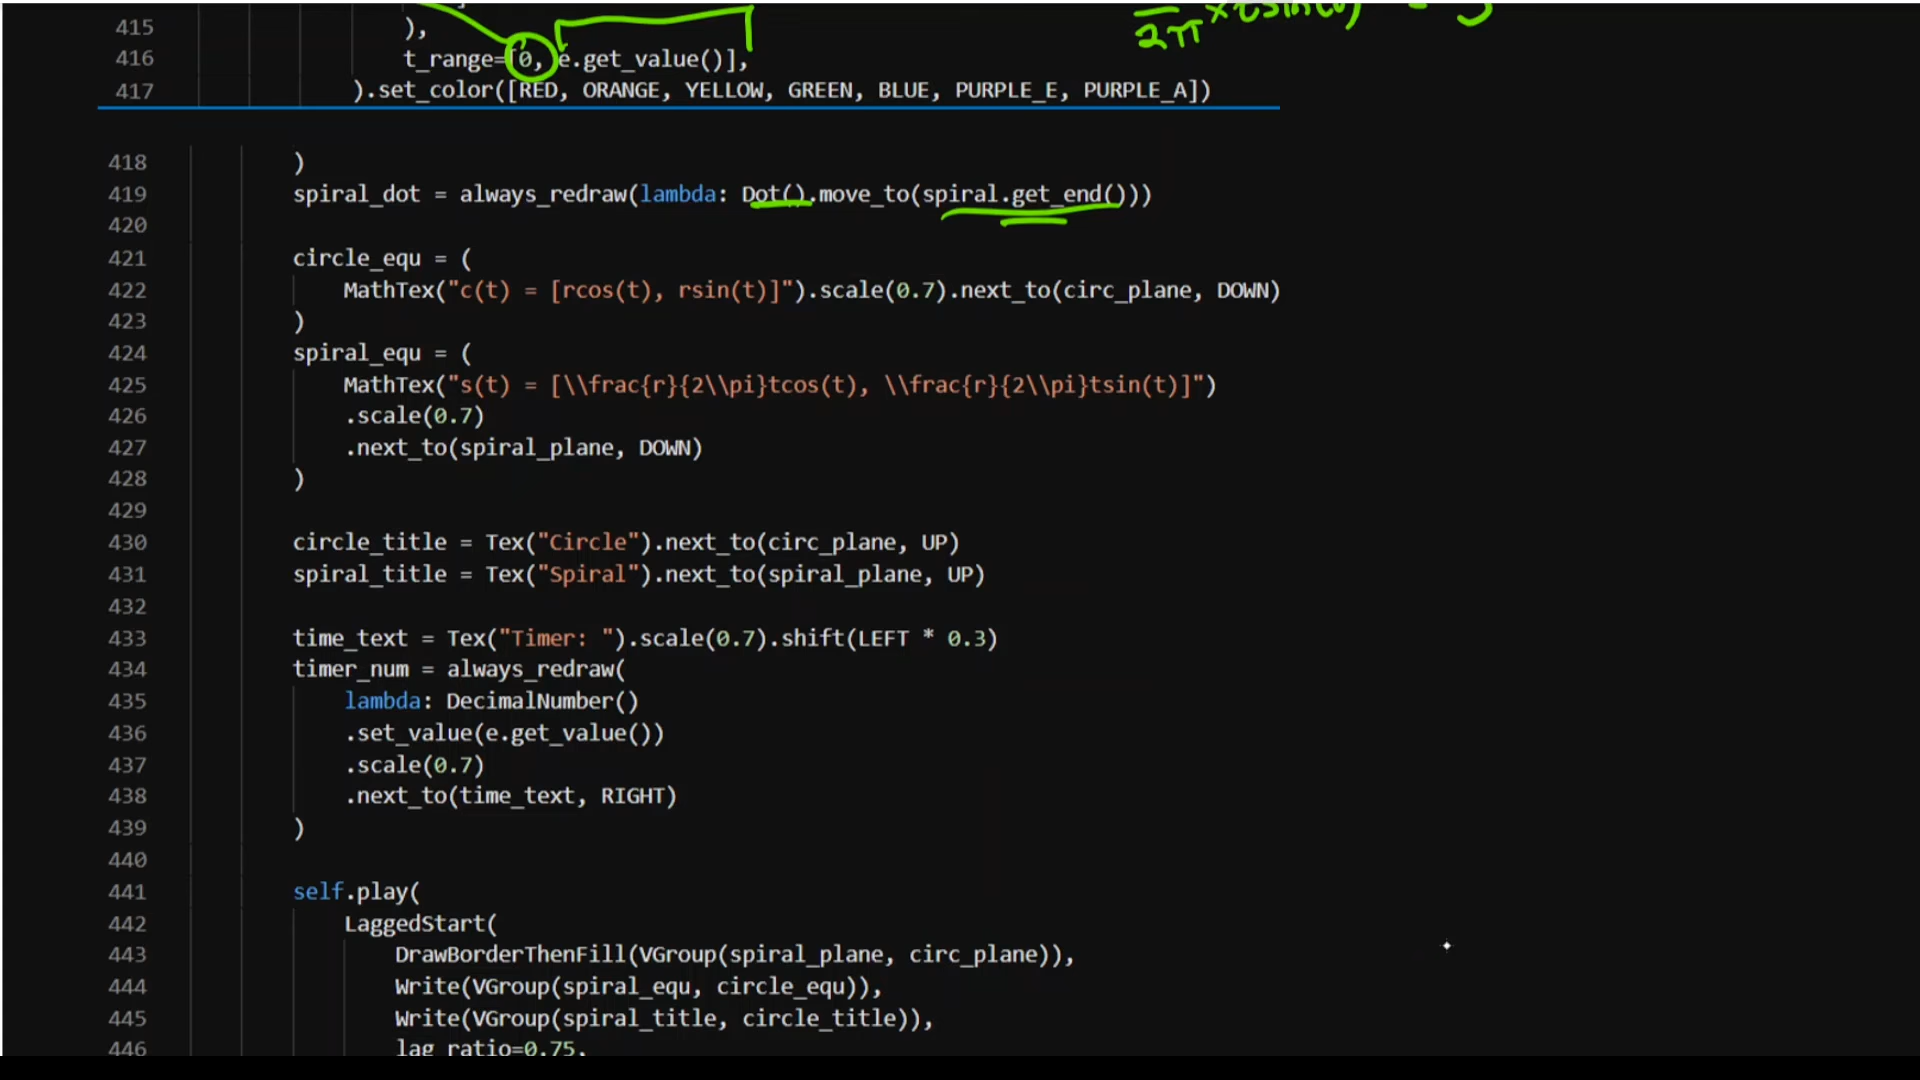 415 ),
416 t_range=[0, e.get_value()],
417 ).set_color([RED, ORANGE, YELLOW, GREEN, BLUE, PURPLE_E, PURPLE_A])
2π × tsin(t)
418 )
419 spiral_dot = always_redraw(lambda: Dot().move_to(spiral.get_end()))
420
421 circle_equ = (
422 MathTex("c(t) = [rcos(t), rsin(t)]").scale(0.7).next_to(circ_plane, DOWN)
423 )
424 spiral_equ = (
425 MathTex("s(t) = [\\frac{r}{2\\pi}tcos(t), \\frac{r}{2\\pi}tsin(t)]")
426 .scale(0.7)
427 .next_to(spiral_plane, DOWN)
428 )
429
430 circle_title = Tex("Circle").next_to(circ_plane, UP)
431 spiral_title = Tex("Spiral").next_to(spiral_plane, UP)
432
433 time_text = Tex("Timer: ").scale(0.7).shift(LEFT * 0.3)
434 timer_num = always_redraw(
435 lambda: DecimalNumber()
436 .set_value(e.get_value())
437 .scale(0.7)
438 .next_to(time_text, RIGHT)
439 )
440
441 self.play(
442 LaggedStart(
443 DrawBorderThenFill(VGroup(spiral_plane, circ_plane)),
444 Write(VGroup(spiral_equ, circle_equ)),
445 Write(VGroup(spiral_title, circle_title)),
446 lag_ratio=0.75,